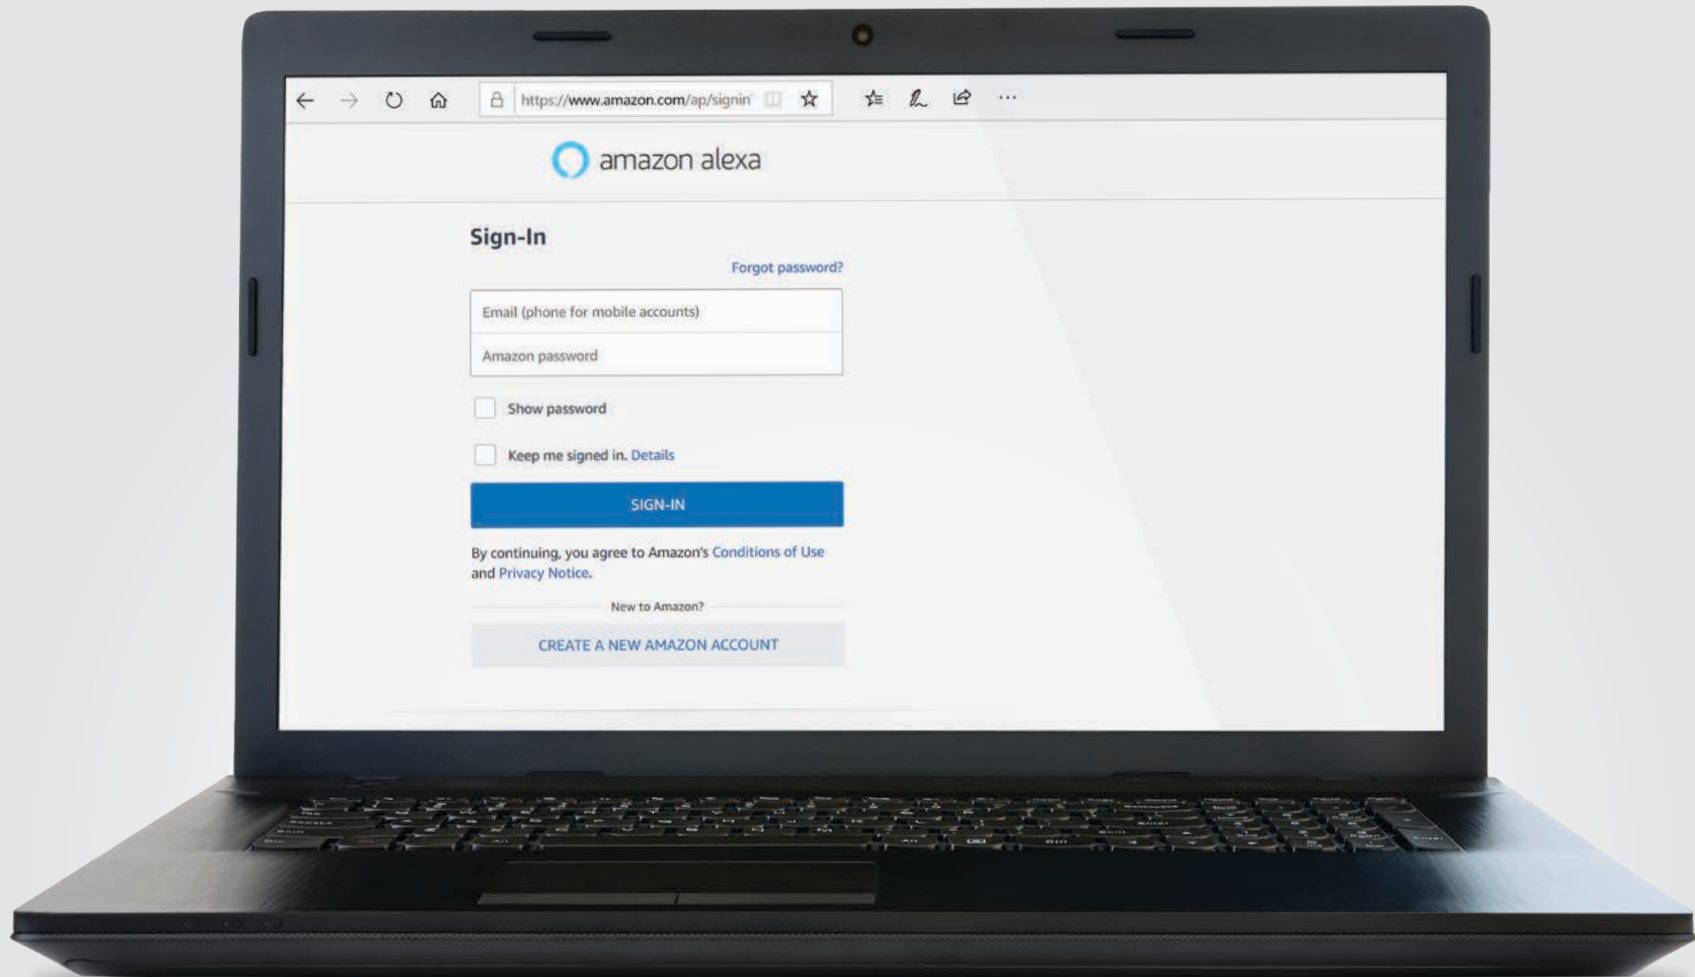 https://www.amazon.com/ap/signin
amazon alexa
Sign-In
Forgot password?
Email (phone for mobile accounts)
Amazon password
Show password
Keep me signed in. Details
SIGN-IN
By continuing, you agree to Amazon's Conditions of Use
and Privacy Notice.
New to Amazon?
CREATE A NEW AMAZON ACCOUNT